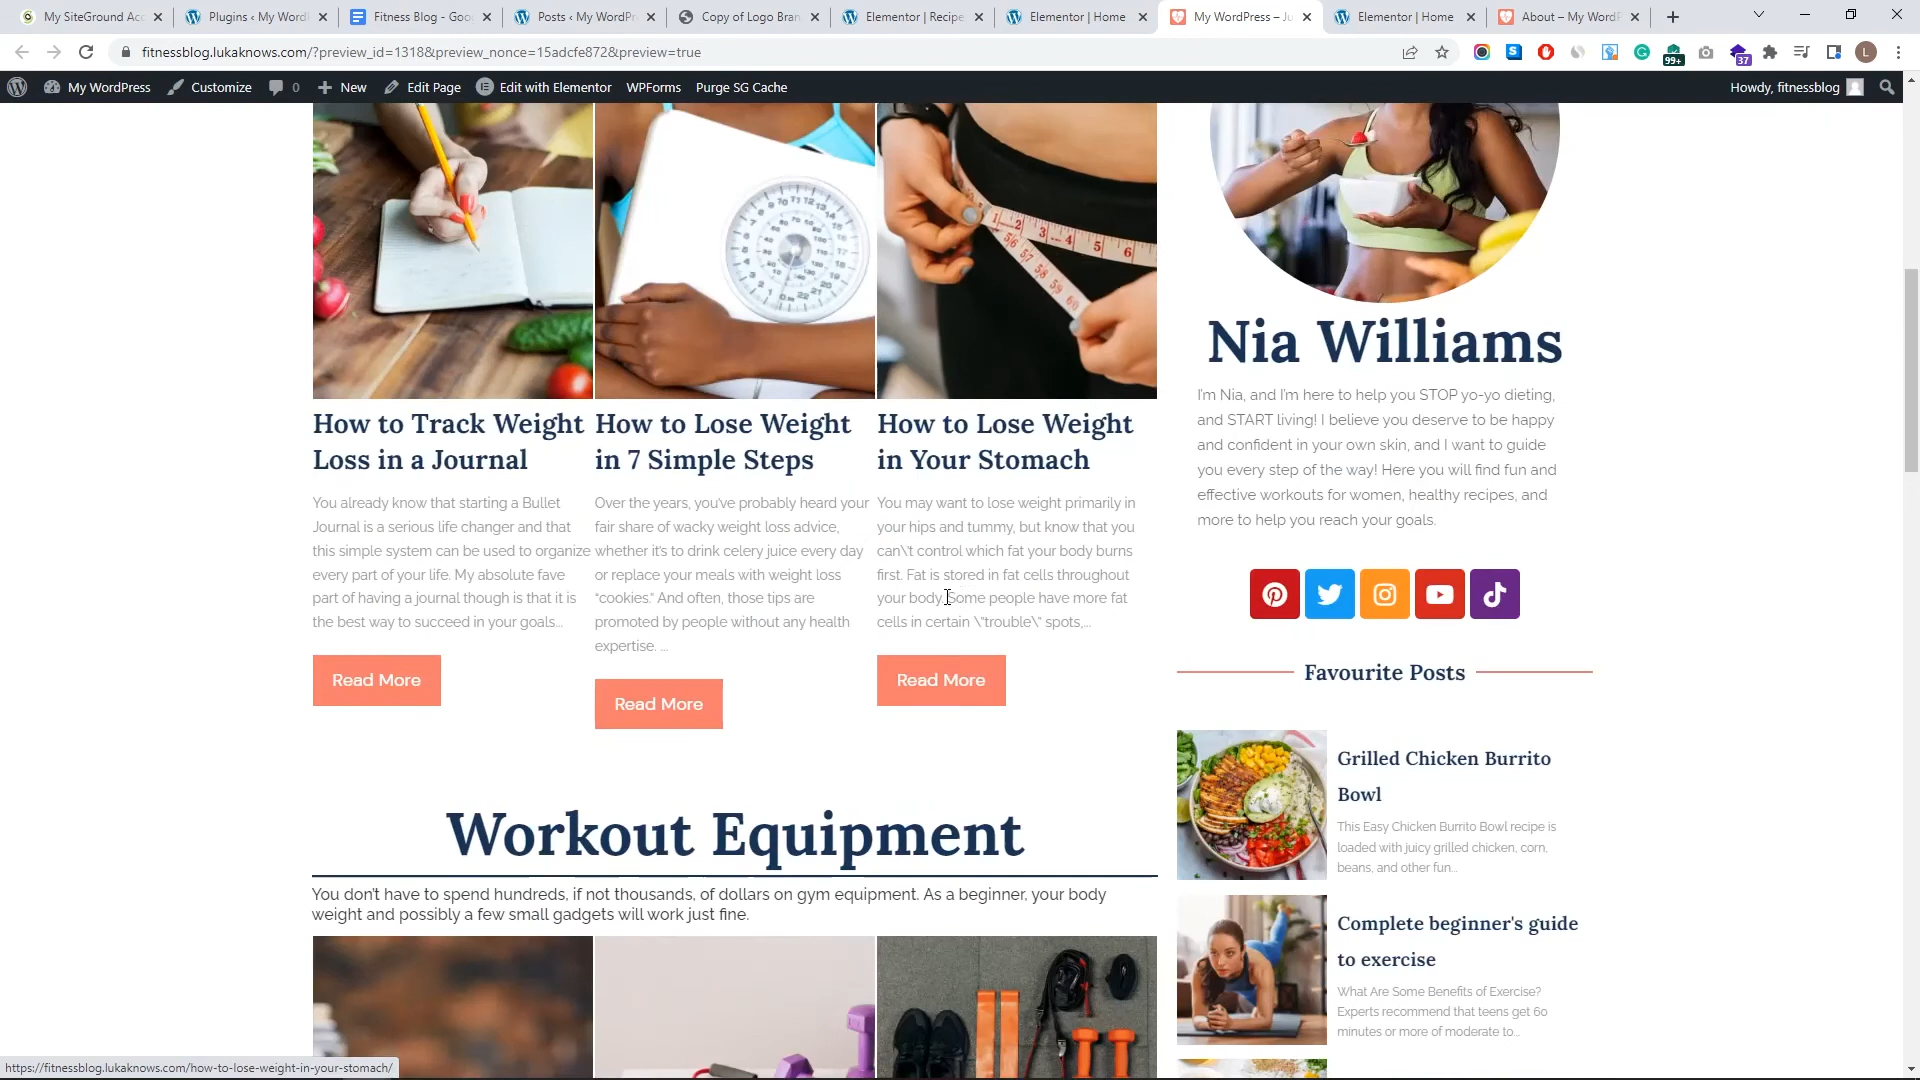 My SiteGround Acc
Plugins ‹ My Word
Fitness Blog - Goo
Posts ‹ My WordPr
Copy of Logo Bran
Elementor | Recipe
Elementor | Home
My WordPress – Ju
Elementor | Home
About – My WordP
fitnessblog.lukaknows.com/?preview_id=1318&preview_nonce=15adcfe872&preview=true
99+
37
L
My WordPress
Customize
0
New
Edit Page
Edit with Elementor
WPForms
Purge SG Cache
Howdy, fitnessblog
How to Track Weight
Loss in a Journal
You already know that starting a Bullet
Journal is a serious life changer and that
this simple system can be used to organize
every part of your life. My absolute fave
part of having a journal though is that it is
the best way to succeed in your goals...
Read More
How to Lose Weight
in 7 Simple Steps
Over the years, you've probably heard your
fair share of wacky weight loss advice,
whether it's to drink celery juice every day
or replace your meals with weight loss
“cookies.” And often, those tips are
promoted by people without any health
expertise. ...
Read More
How to Lose Weight
in Your Stomach
You may want to lose weight primarily in
your hips and tummy, but know that you
can\'t control which fat your body burns
first. Fat is stored in fat cells throughout
your body. Some people have more fat
cells in certain \"trouble\" spots,...
Read More
Workout Equipment
You don't have to spend hundreds, if not thousands, of dollars on gym equipment. As a beginner, your body
weight and possibly a few small gadgets will work just fine.
Nia Williams
I'm Nia, and I'm here to help you STOP yo-yo dieting,
and START living! I believe you deserve to be happy
and confident in your own skin, and I want to guide
you every step of the way! Here you will find fun and
effective workouts for women, healthy recipes, and
more to help you reach your goals.
Favourite Posts
Grilled Chicken Burrito
Bowl
This Easy Chicken Burrito Bowl recipe is
loaded with juicy grilled chicken, corn,
beans, and other fun...
Complete beginner's guide
to exercise
What Are Some Benefits of Exercise?
Experts recommend that teens get 60
minutes or more of moderate to...
https://fitnessblog.lukaknows.com/how-to-lose-weight-in-your-stomach/